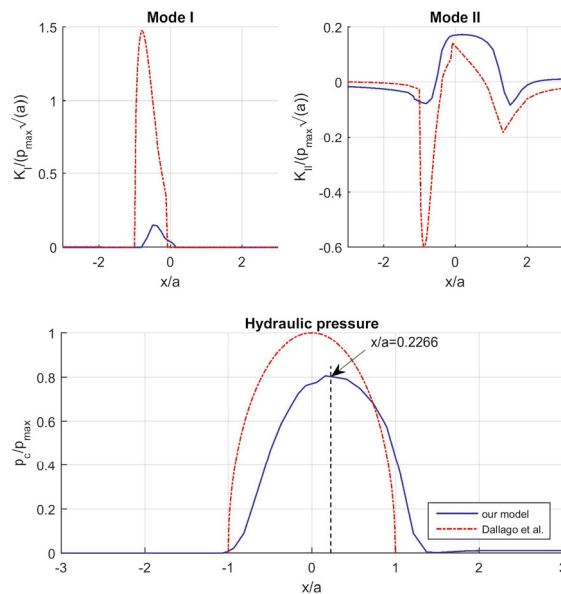 Mode I
1.5
1
0.5
0
K_I/(p_max√(a))
-2
0
2
x/a
Mode II
0.2
0
-0.2
-0.4
-0.6
K_II/(p_max√(a))
-2
0
2
x/a
Hydraulic pressure
x/a=0.2266
1
0.8
0.6
0.4
0.2
0
p_c/p_max
-3
-2
-1
0
1
2
3
x/a
our model
Dallago et al.